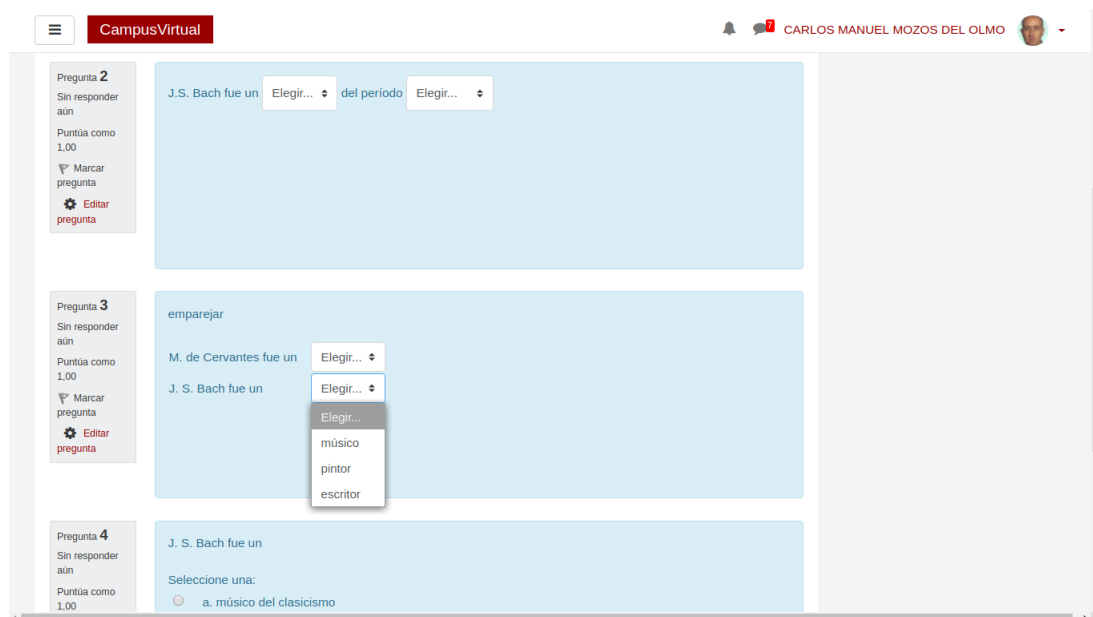 CampusVirtual
7 CARLOS MANUEL MOZOS DEL OLMO
Pregunta 2
Sin responder
aún
Puntúa como
1,00
Marcar
pregunta
Editar
pregunta
J.S. Bach fue un Elegir... del período Elegir...
Pregunta 3
Sin responder
aún
Puntúa como
1,00
Marcar
pregunta
Editar
pregunta
emparejar
M. de Cervantes fue un Elegir...
J. S. Bach fue un Elegir...
Elegir...
músico
pintor
escritor
Pregunta 4
Sin responder
aún
Puntúa como
1,00
J. S. Bach fue un
Seleccione una:
a. músico del clasicismo